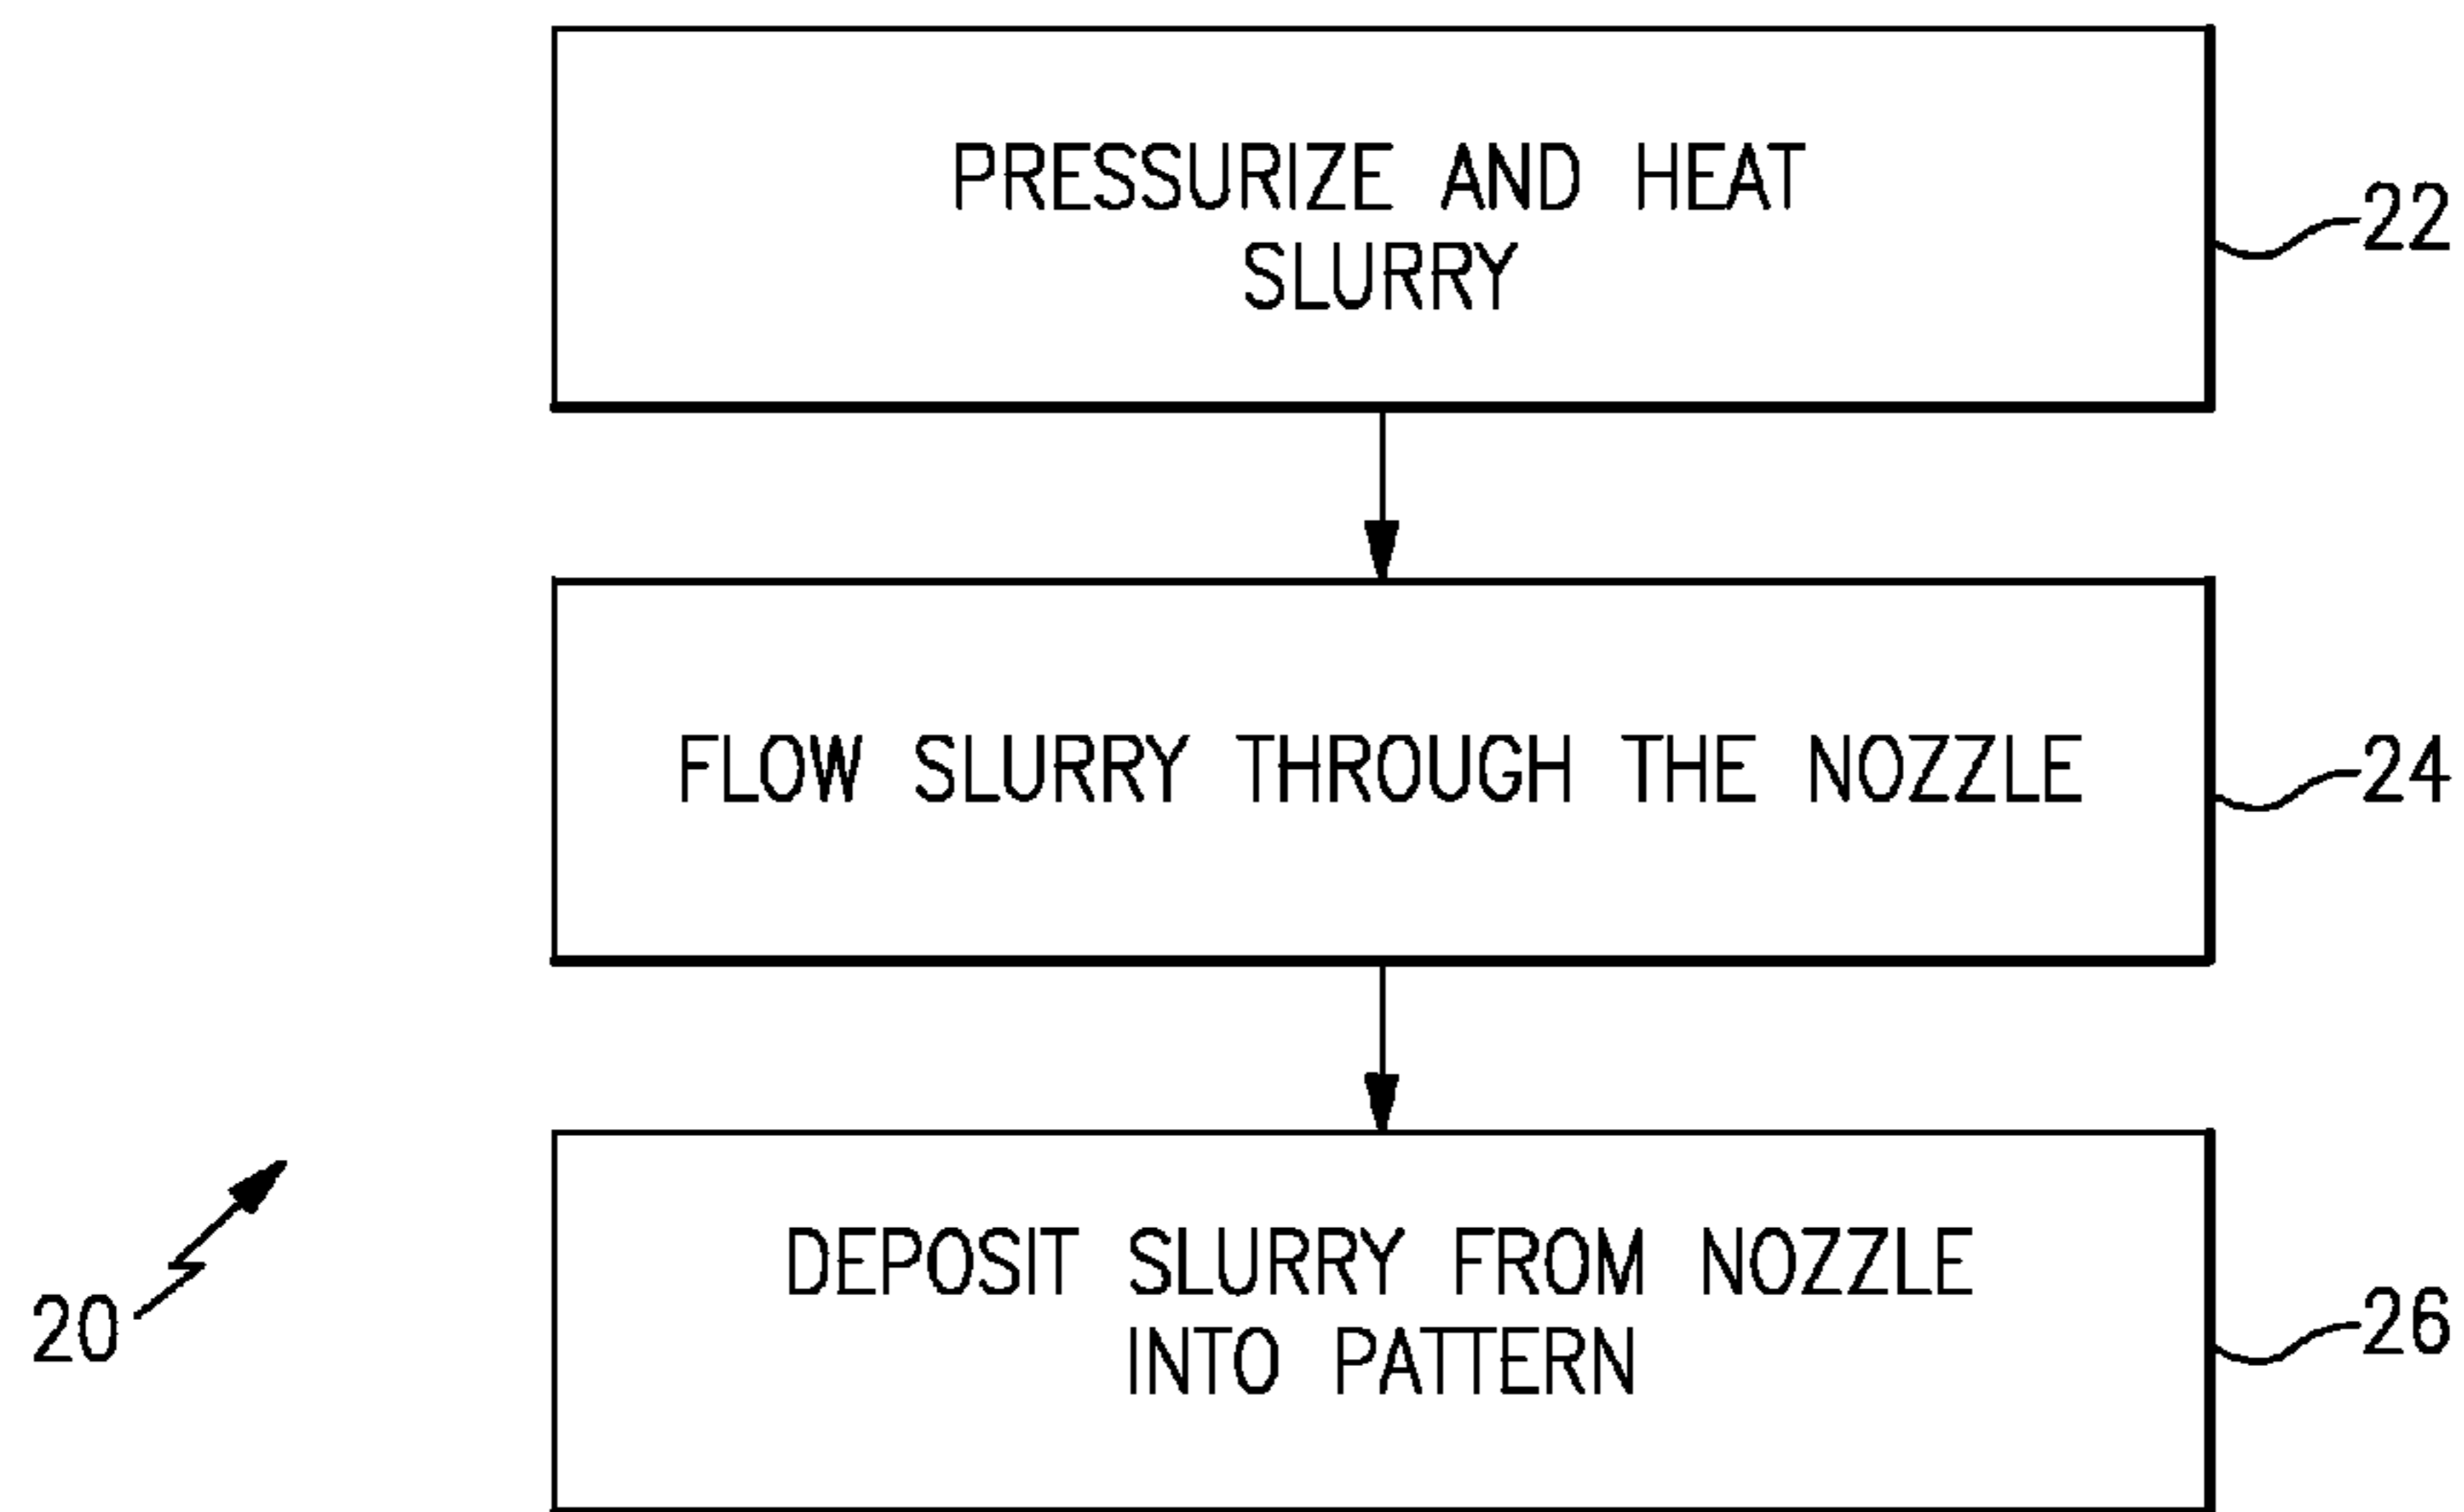 PRESSURIZE AND HEAT
SLURRY
22
FLOW SLURRY THROUGH THE NOZZLE
24
DEPOSIT SLURRY FROM NOZZLE
INTO PATTERN
26
20